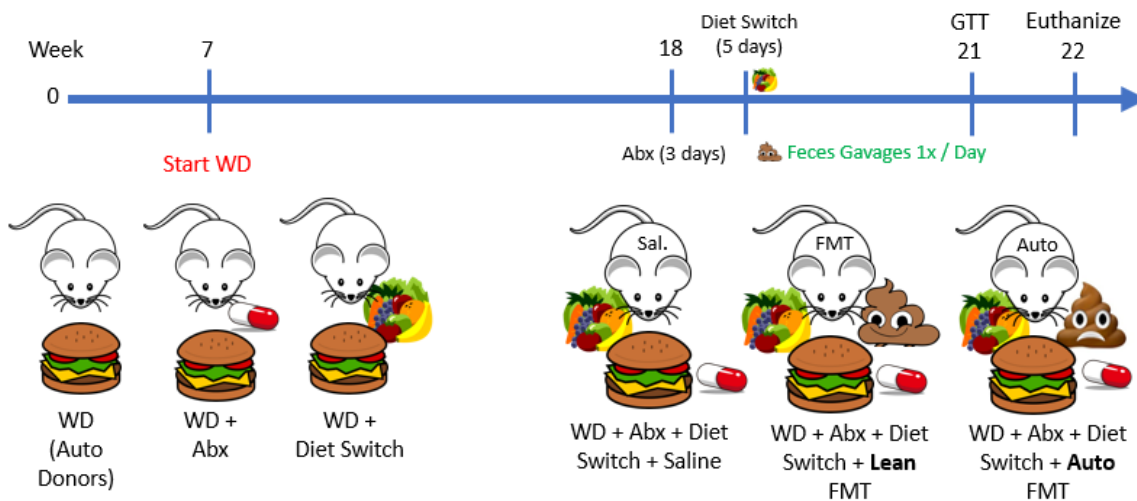 Diet Switch
(5 days)
GTT
Euthanize
Week
7
18
21
22
0
Start WD
Abx (3 days)
Feces Gavages 1x / Day
Sal.
FMT
Auto
WD
(Auto
Donors)
WD +
Abx
WD +
Diet Switch
WD + Abx + Diet
Switch + Saline
WD + Abx + Diet
Switch + Lean
FMT
WD + Abx + Diet
Switch + Auto
FMT